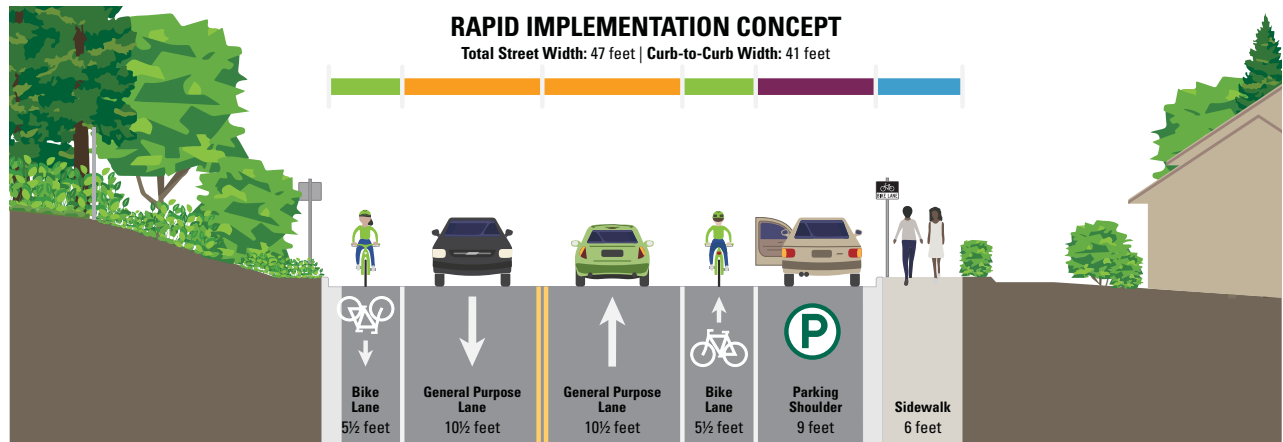 RAPID IMPLEMENTATION CONCEPT
Total Street Width: 47 feet | Curb-to-Curb Width: 41 feet
BIKE LANE
P
Bike
Lane
5½ feet
General Purpose
Lane
10½ feet
General Purpose
Lane
10½ feet
Bike
Lane
5½ feet
Parking
Shoulder
9 feet
Sidewalk
6 feet